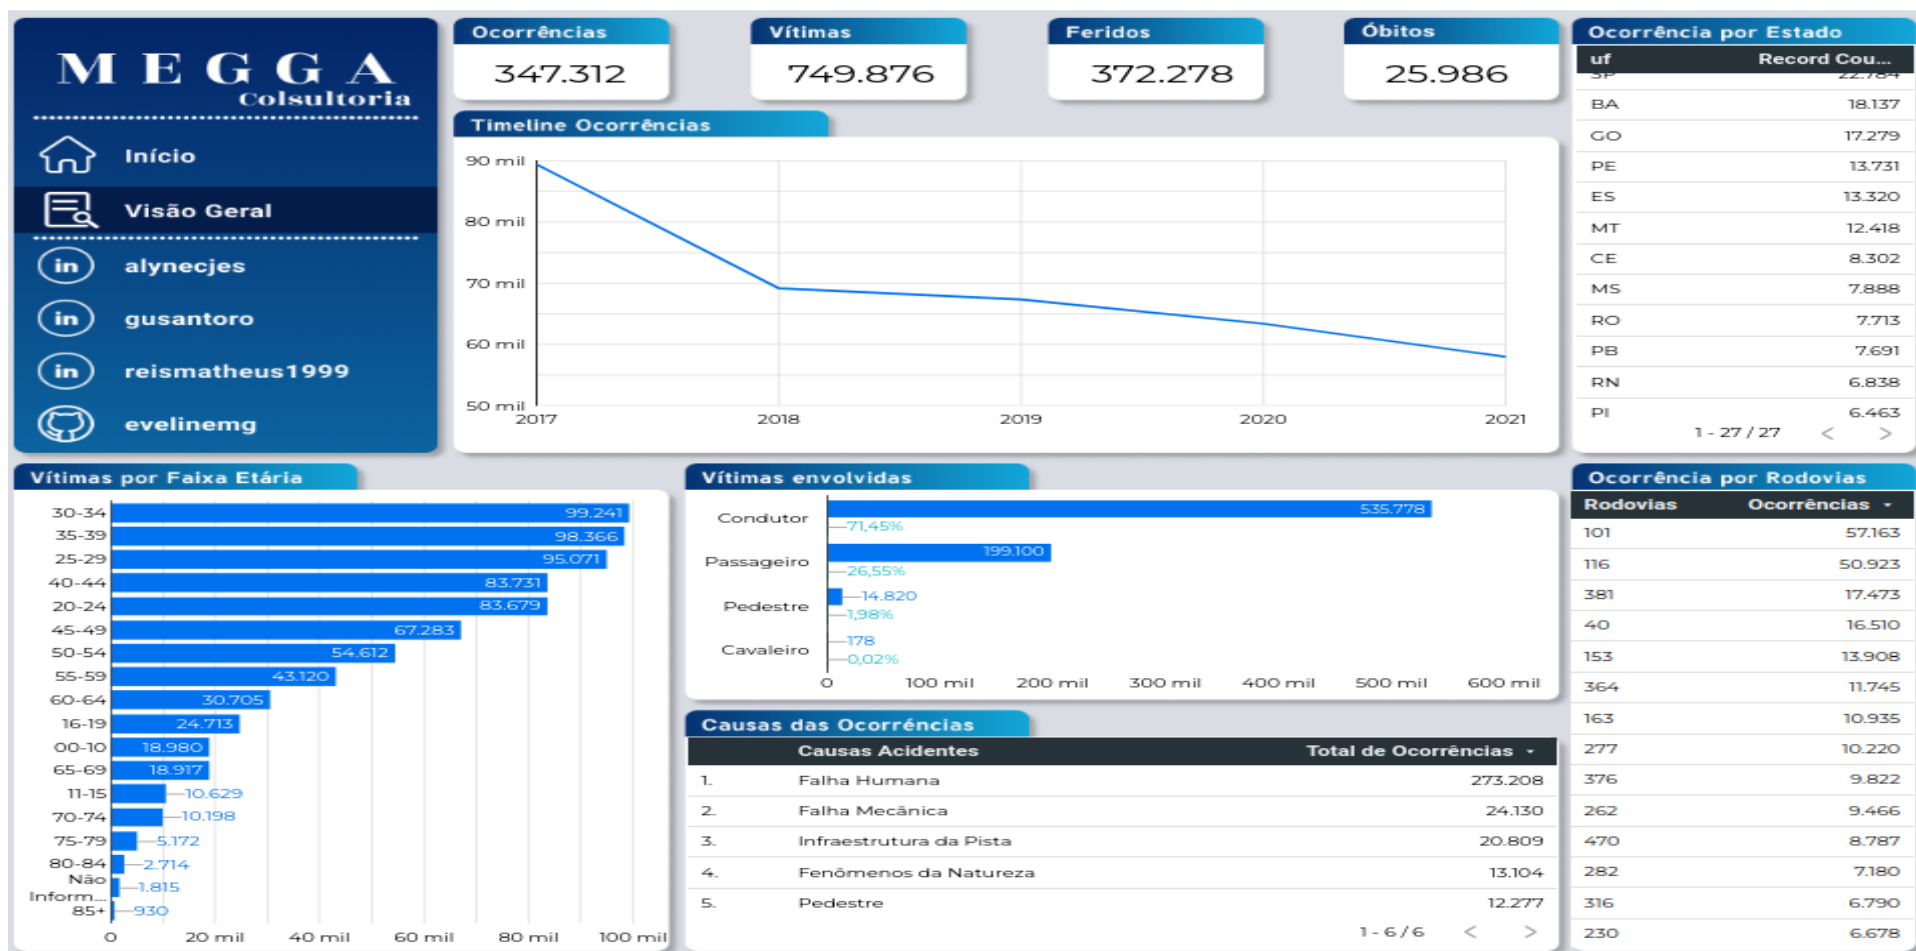 MEGGA
Colsultoria
Início
Visão Geral
in alynecjes
in gusantoro
in reismatheus1999
evelinemg
Ocorrências
347.312
Vítimas
749.876
Feridos
372.278
Óbitos
25.986
Timeline Ocorrências
90 mil
80 mil
70 mil
60 mil
50 mil
2017 2018 2019 2020 2021
Ocorrência por Estado
uf Record Cou...
SP 22.784
BA 18.137
GO 17.279
PE 13.731
ES 13.320
MT 12.418
CE 8.302
MS 7.888
RO 7.713
PB 7.691
RN 6.838
PI 6.463
1 - 27 / 27 < >
Vítimas por Faixa Etária
30-34 99.241
35-39 98.366
25-29 95.071
40-44 83.731
20-24 83.679
45-49 67.283
50-54 54.612
55-59 43.120
60-64 30.705
16-19 24.713
00-10 18.980
65-69 18.917
11-15 10.629
70-74 10.198
75-79 5.172
80-84 2.714
Não
Inform... 1.815
85+ 930
0 20 mil 40 mil 60 mil 80 mil 100 mil
Vítimas envolvidas
Condutor 535.778
71,45%
Passageiro 199.100
26,55%
Pedestre 14.820
1,98%
Cavaleiro 178
0,02%
0 100 mil 200 mil 300 mil 400 mil 500 mil 600 mil
Causas das Ocorréncias
Causas Acidentes Total de Ocorrências
1. Falha Humana 273.208
2. Falha Mecânica 24.130
3. Infraestrutura da Pista 20.809
4. Fenômenos da Natureza 13.104
5. Pedestre 12.277
1 - 6 / 6 < >
Ocorrência por Rodovias
Rodovias Ocorrências
101 57.163
116 50.923
381 17.473
40 16.510
153 13.908
364 11.745
163 10.935
277 10.220
376 9.822
262 9.466
470 8.787
282 7.180
316 6.790
230 6.678